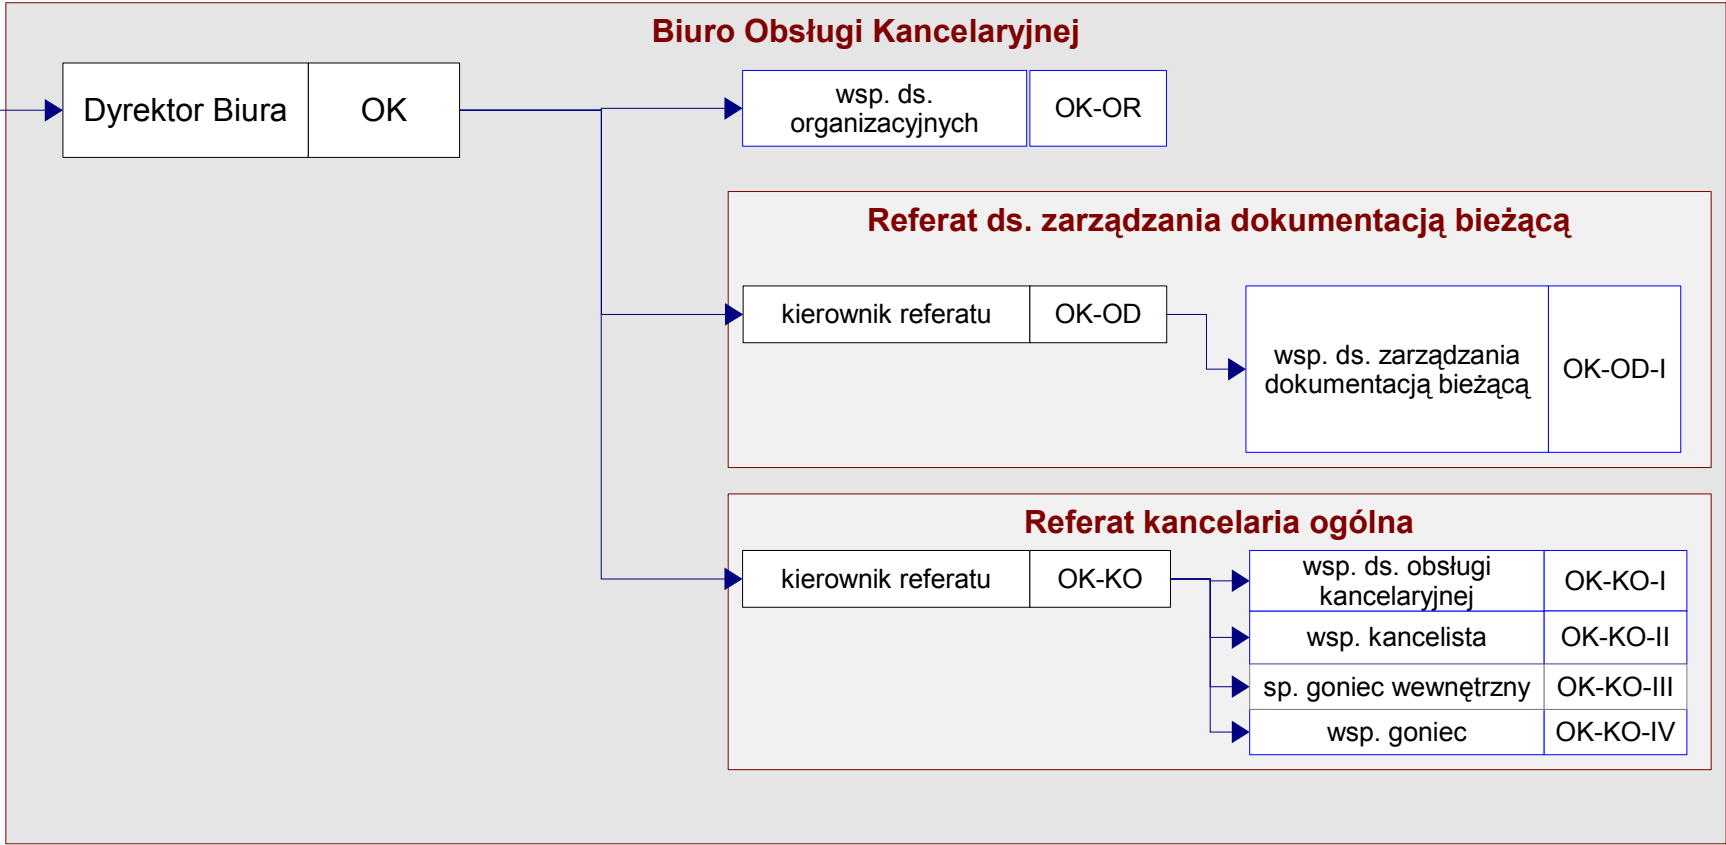 Biuro Obsługi Kancelaryjnej
Dyrektor Biura
OK
wsp. ds.
organizacyjnych
OK-OR
Referat ds. zarządzania dokumentacją bieżącą
kierownik referatu
OK-OD
wsp. ds. zarządzania
dokumentacją bieżącą
OK-OD-I
Referat kancelaria ogólna
kierownik referatu
OK-KO
wsp. ds. obsługi
kancelaryjnej
OK-KO-I
wsp. kancelista
OK-KO-II
sp. goniec wewnętrzny
OK-KO-III
wsp. goniec
OK-KO-IV